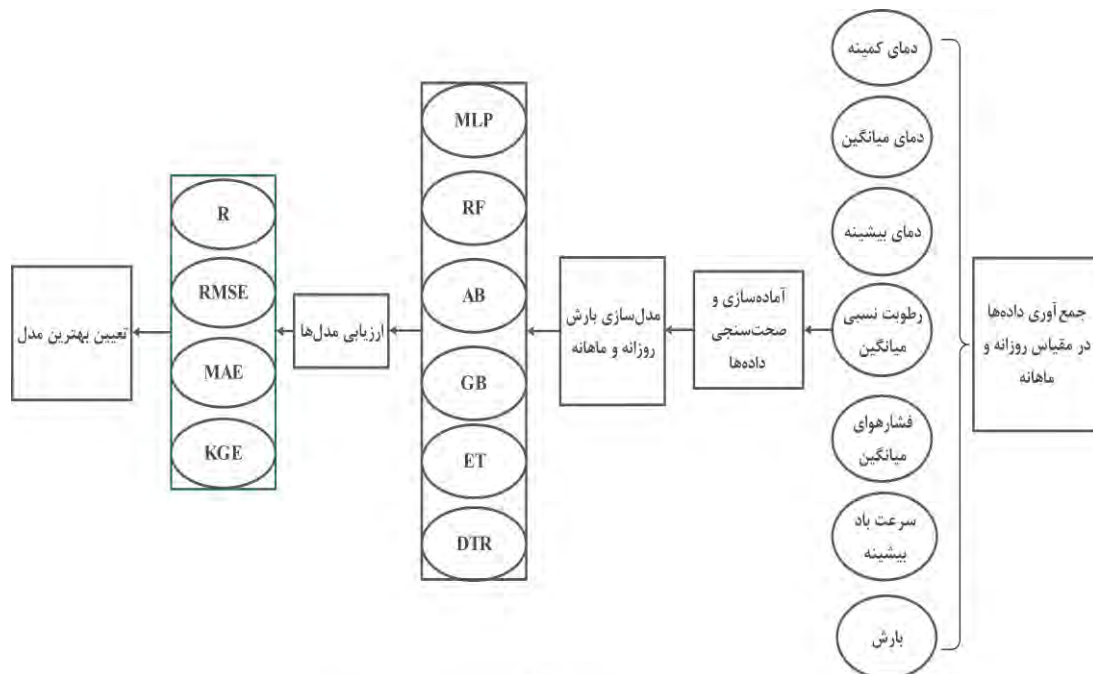 جمع‌آوری داده‌ها
در مقیاس روزانه و
ماهانه
دمای کمینه
دمای میانگین
دمای بیشینه
رطوبت نسبی
میانگین
فشارهوای
میانگین
سرعت باد
بیشینه
بارش
آماده‌سازی و
صحت‌سنجی
داده‌ها
مدل‌سازی بارش
روزانه و ماهانه
MLP
RF
AB
GB
ET
DTR
ارزیابی مدل‌ها
R
RMSE
MAE
KGE
تعیین بهترین مدل